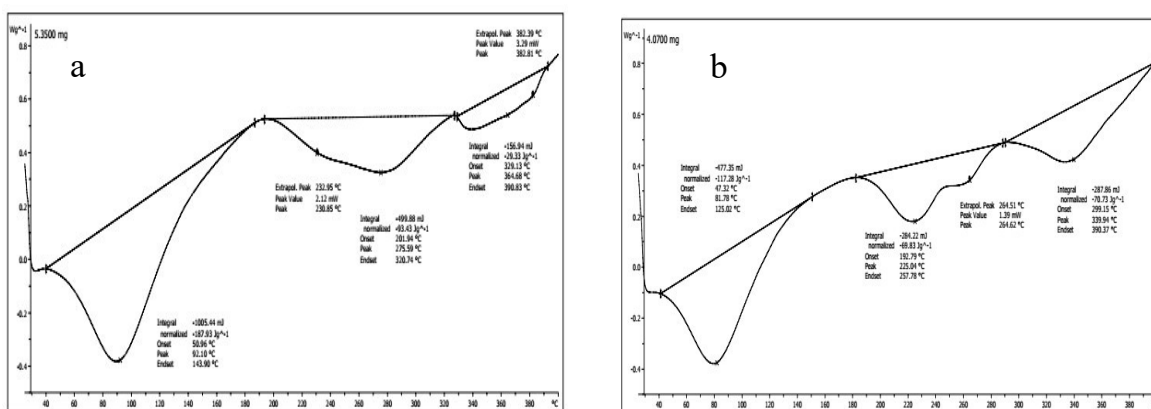 Wg^-1
5.3500 mg
a
0.8
0.6
0.4
0.2
0.0
-0.2
-0.4
Extrapol. Peak 382.39 °C
Peak Value 3.29 mW
Peak 382.81 °C
Integral -156.94 mJ
normalized -29.33 Jg^-1
Onset 329.13 °C
Peak 364.68 °C
Endset 390.83 °C
Extrapol. Peak 232.95 °C
Peak Value 2.12 mW
Peak 230.85 °C
Integral -499.88 mJ
normalized -93.43 Jg^-1
Onset 201.94 °C
Peak 275.59 °C
Endset 320.74 °C
Integral -1005.44 mJ
normalized -187.93 Jg^-1
Onset 50.96 °C
Peak 92.10 °C
Endset 143.90 °C
40 60 80 100 120 140 160 180 200 220 240 260 280 300 320 340 360 380 °C
Wg^-1
4.0700 mg
b
0.8
0.6
0.4
0.2
0.0
-0.2
-0.4
Integral -477.35 mJ
normalized -117.28 Jg^-1
Onset 47.32 °C
Peak 81.78 °C
Endset 125.02 °C
Extrapol. Peak 264.51 °C
Peak Value 1.39 mW
Peak 264.62 °C
Integral -287.86 mJ
normalized -70.73 Jg^-1
Onset 299.15 °C
Peak 339.94 °C
Endset 390.37 °C
Integral -284.22 mJ
normalized -69.83 Jg^-1
Onset 192.79 °C
Peak 225.04 °C
Endset 257.78 °C
40 60 80 100 120 140 160 180 200 220 240 260 280 300 320 340 360 380